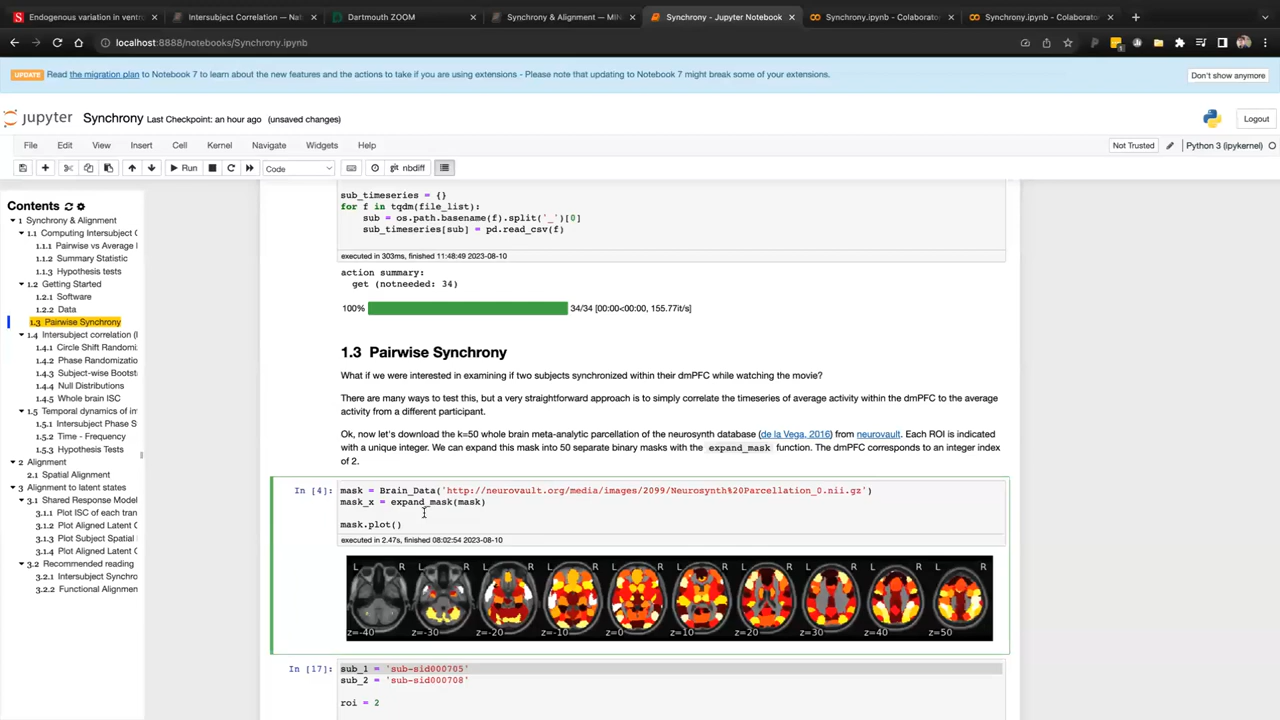 Endogenous variation in ventr
Intersubject Correlation — Nat
Dartmouth ZOOM
Synchrony & Alignment — MIN
Synchrony - Jupyter Notebook
Synchrony.ipynb - Colaborator
Synchrony.ipynb - Colaborator
localhost:8888/notebooks/Synchrony.ipynb
UPDATE Read the migration plan to Notebook 7 to learn about the new features and the actions to take if you are using extensions - Please note that updating to Notebook 7 might break some of your extensions.
Don't show anymore
jupyter Synchrony Last Checkpoint: an hour ago (unsaved changes)
Logout
File Edit View Insert Cell Kernel Navigate Widgets Help
Not Trusted Python 3 (ipykernel)
Run Code nbdiff
Contents
1 Synchrony & Alignment
1.1 Computing Intersubject C
1.1.1 Pairwise vs Average I
1.1.2 Summary Statistic
1.1.3 Hypothesis tests
1.2 Getting Started
1.2.1 Software
1.2.2 Data
1.3 Pairwise Synchrony
1.4 Intersubject correlation (I
1.4.1 Circle Shift Randomi
1.4.2 Phase Randomizatio
1.4.3 Subject-wise Bootst
1.4.4 Null Distributions
1.4.5 Whole brain ISC
1.5 Temporal dynamics of in
1.5.1 Intersubject Phase S
1.5.2 Time - Frequency
1.5.3 Hypothesis Tests
2 Alignment
2.1 Spatial Alignment
3 Alignment to latent states
3.1 Shared Response Model
3.1.1 Plot ISC of each tran
3.1.2 Plot Aligned Latent C
3.1.3 Plot Subject Spatial
3.1.4 Plot Aligned Latent C
3.2 Recommended reading
3.2.1 Intersubject Synchro
3.2.2 Functional Alignmen
sub_timeseries = {}
for f in tqdm(file_list):
sub = os.path.basename(f).split('_')[0]
sub_timeseries[sub] = pd.read_csv(f)
executed in 303ms, finished 11:48:49 2023-08-10
action summary:
get (notneeded: 34)
100% 34/34 [00:00<00:00, 155.77it/s]
1.3 Pairwise Synchrony
What if we were interested in examining if two subjects synchronized within their dmPFC while watching the movie?
There are many ways to test this, but a very straightforward approach is to simply correlate the timeseries of average activity within the dmPFC to the average
activity from a different participant.
Ok, now let's download the k=50 whole brain meta-analytic parcellation of the neurosynth database (de la Vega, 2016) from neurovault. Each ROI is indicated
with a unique integer. We can expand this mask into 50 separate binary masks with the expand_mask function. The dmPFC corresponds to an integer index
of 2.
In [4]: mask = Brain_Data('http://neurovault.org/media/images/2099/Neurosynth%20Parcellation_0.nii.gz')
mask_x = expand_mask(mask)
mask.plot()
executed in 2.47s, finished 08:02:54 2023-08-10
L R L R L R L R L R L R L R L R L R L R
z=-40 z=-30 z=-20 z=-10 z=0 z=10 z=20 z=30 z=40 z=50
In [17]: sub_1 = 'sub-sid000705'
sub_2 = 'sub-sid000708'
roi = 2